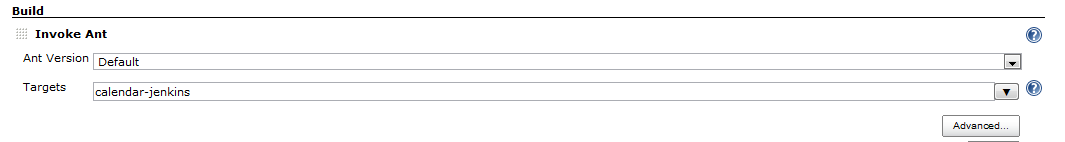 Build
Invoke Ant
Ant Version Default
Targets calendar-jenkins
Advanced...